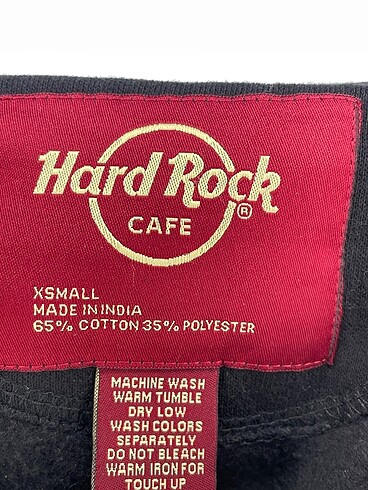 Hard Rock®
CAFE
XSMALL
MADE IN INDIA
65% COTTON 35% POLYESTER
MACHINE WASH
WARM TUMBLE
DRY LOW
WASH COLORS
SEPARATELY
DO NOT BLEACH
WARM IRON FOR
TOUCH UP